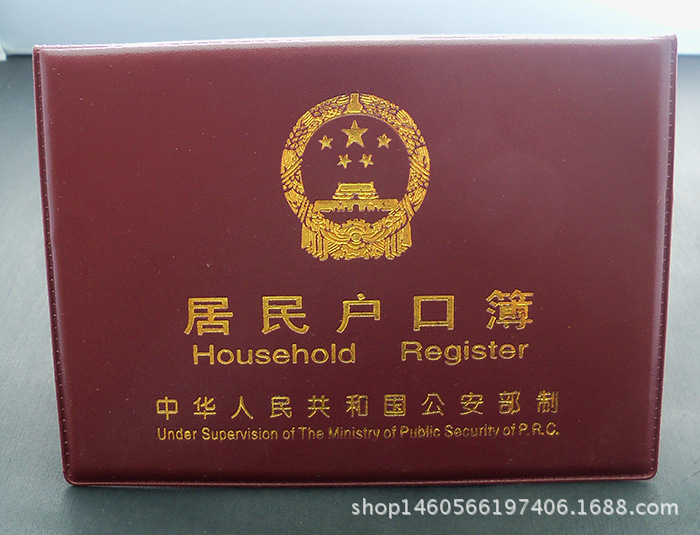 居民户口簿
Household Register
中华人民共和国公安部制
Under Supervision of The Ministry of Public Security of P.R.C.
shop1460566197406.1688.com